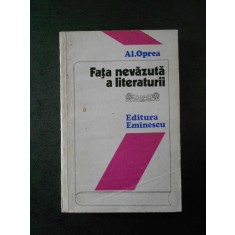 Al.Oprea
Fața nevăzută
a literaturii
Editura
Eminescu